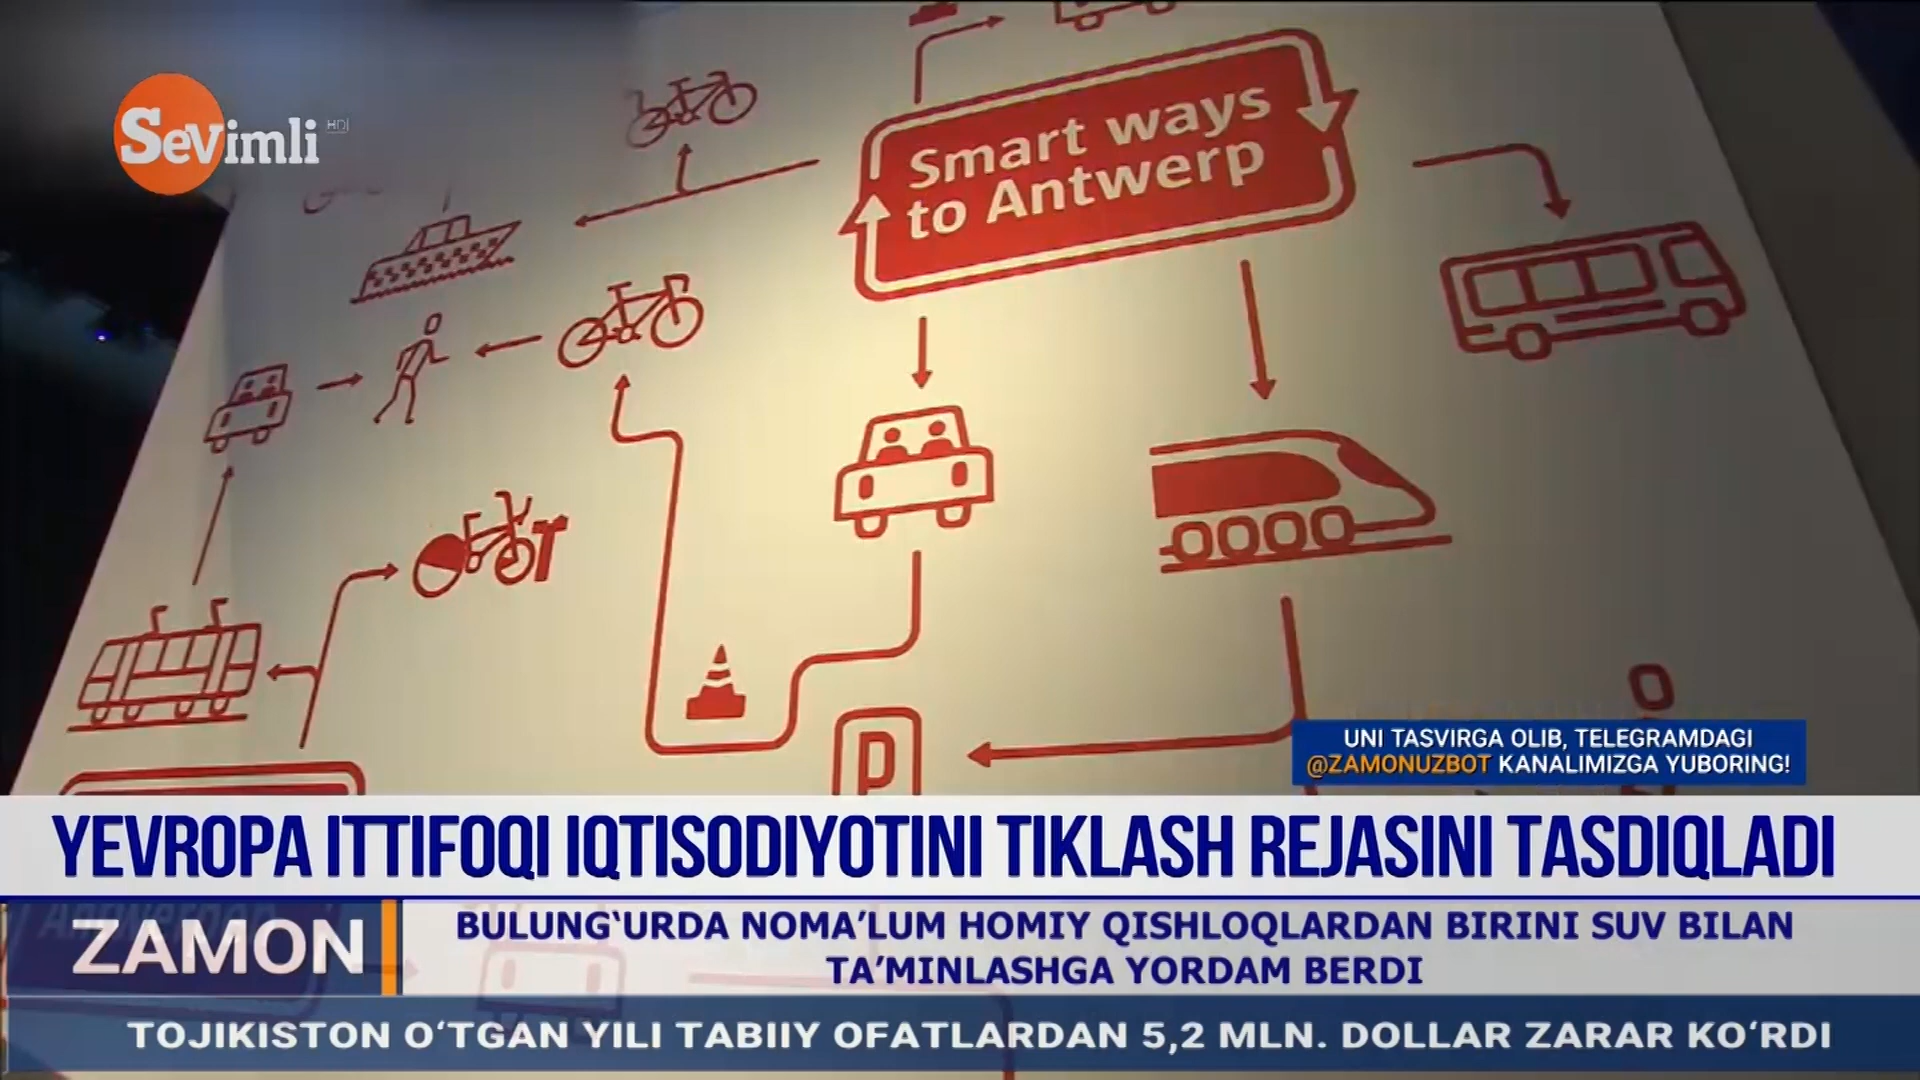 Sevimli HD
Smart ways
to Antwerp
P
UNI TASVIRGA OLIB, TELEGRAMDAGI
@ZAMONUZBOT KANALIMIZGA YUBORING!
YEVROPA ITTIFOQI IQTISODIYOTINI TIKLASH REJASINI TASDIQLADI
ZAMON
BULUNG‘URDA NOMA’LUM HOMIY QISHLOQLARDAN BIRINI SUV BILAN
TA’MINLASHGA YORDAM BERDI
TOJIKISTON O‘TGAN YILI TABIIY OFATLARDAN 5,2 MLN. DOLLAR ZARAR KO‘RDI